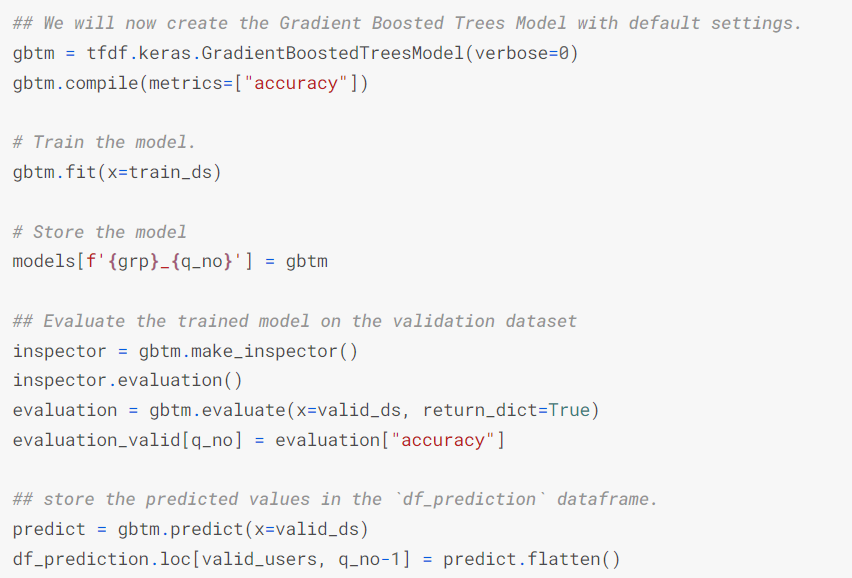 ## We will now create the Gradient Boosted Trees Model with default settings.
gbtm = tfdf.keras.GradientBoostedTreesModel(verbose=0)
gbtm.compile(metrics=["accuracy"])
# Train the model.
gbtm.fit(x=train_ds)
# Store the model
models[f'{grp}_{q_no}'] = gbtm
## Evaluate the trained model on the validation dataset
inspector = gbtm.make_inspector()
inspector.evaluation()
evaluation = gbtm.evaluate(x=valid_ds, return_dict=True)
evaluation_valid[q_no] = evaluation["accuracy"]
## store the predicted values in the `df_prediction` dataframe.
predict = gbtm.predict(x=valid_ds)
df_prediction.loc[valid_users, q_no-1] = predict.flatten()